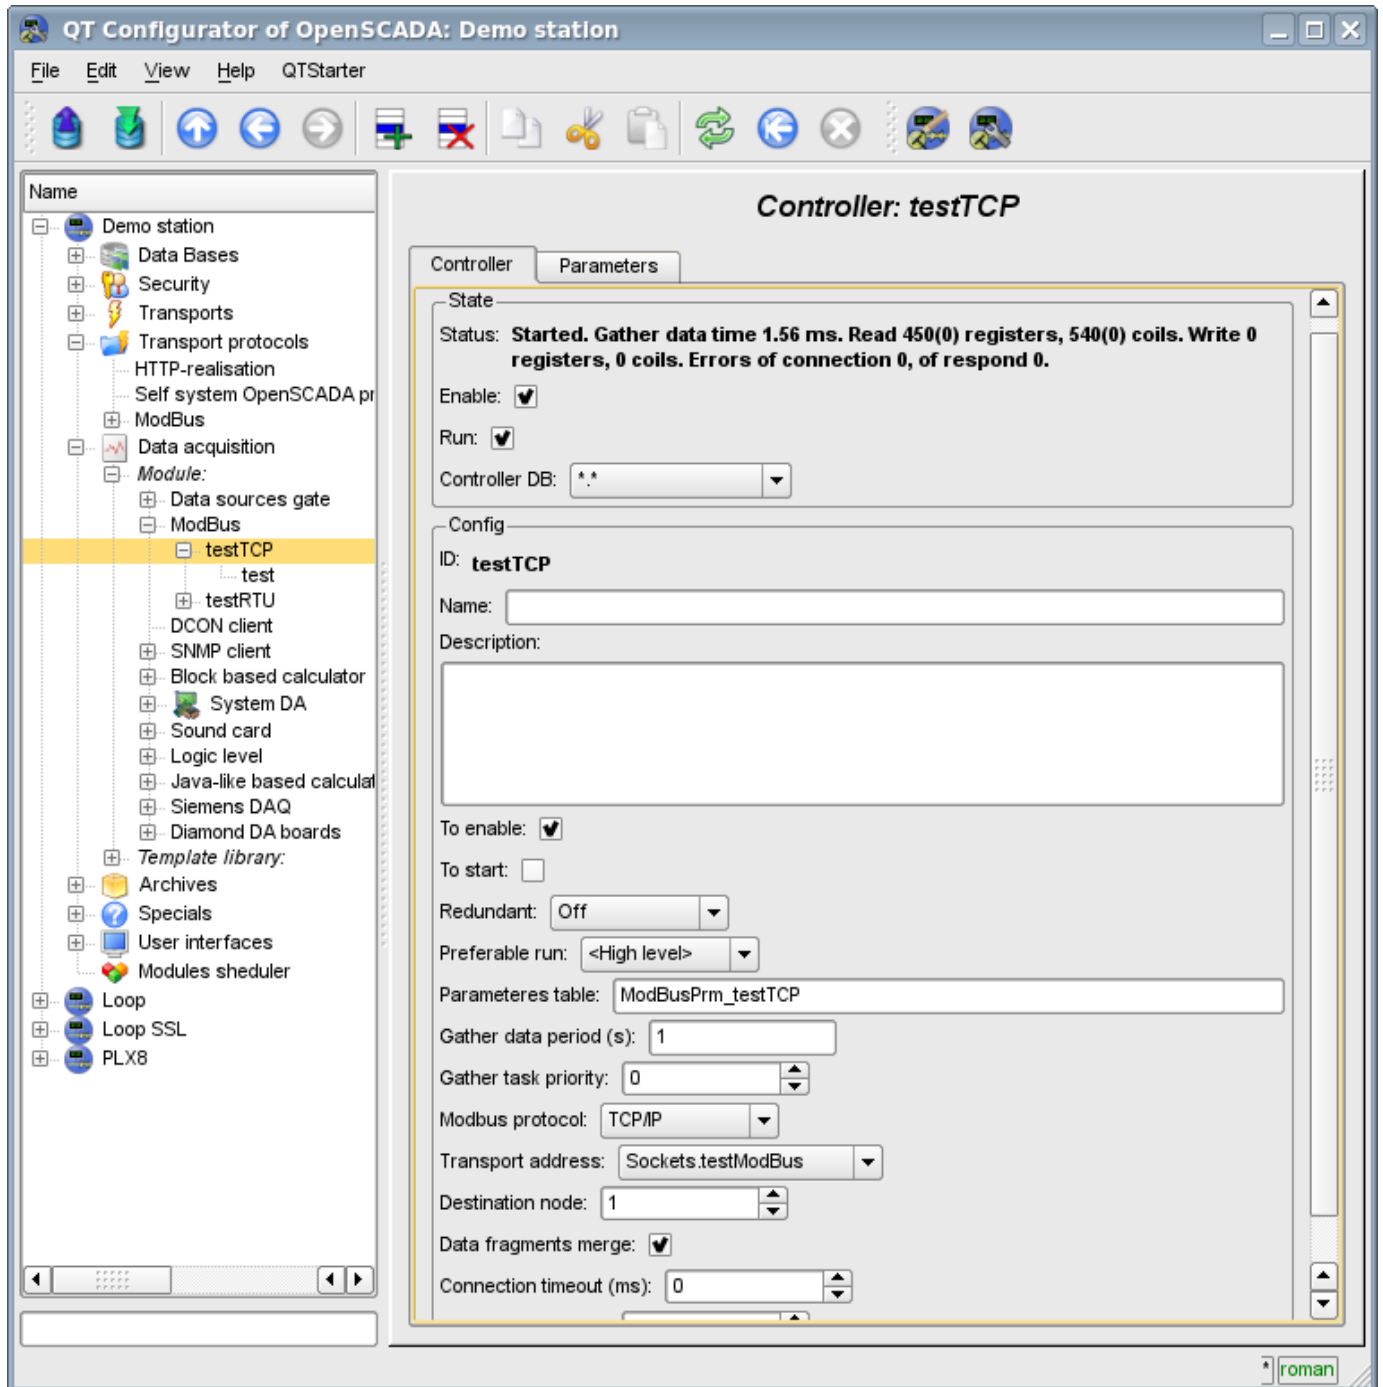 QT Configurator of OpenSCADA: Demo station
File Edit View Help QTStarter
Name
Demo station
Data Bases
Security
Transports
Transport protocols
HTTP-realisation
Self system OpenSCADA pr
ModBus
Data acquisition
Module:
Data sources gate
ModBus
testTCP
test
testRTU
DCON client
SNMP client
Block based calculator
System DA
Sound card
Logic level
Java-like based calculat
Siemens DAQ
Diamond DA boards
Template library:
Archives
Specials
User interfaces
Modules sheduler
Loop
Loop SSL
PLX8
Controller: testTCP
Controller Parameters
State
Status: Started. Gather data time 1.56 ms. Read 450(0) registers, 540(0) coils. Write 0
registers, 0 coils. Errors of connection 0, of respond 0.
Enable:
Run:
Controller DB: *.*
Config
ID: testTCP
Name:
Description:
To enable:
To start:
Redundant: Off
Preferable run: <High level>
Parameteres table: ModBusPrm_testTCP
Gather data period (s): 1
Gather task priority: 0
Modbus protocol: TCP/IP
Transport address: Sockets.testModBus
Destination node: 1
Data fragments merge:
Connection timeout (ms): 0
* roman